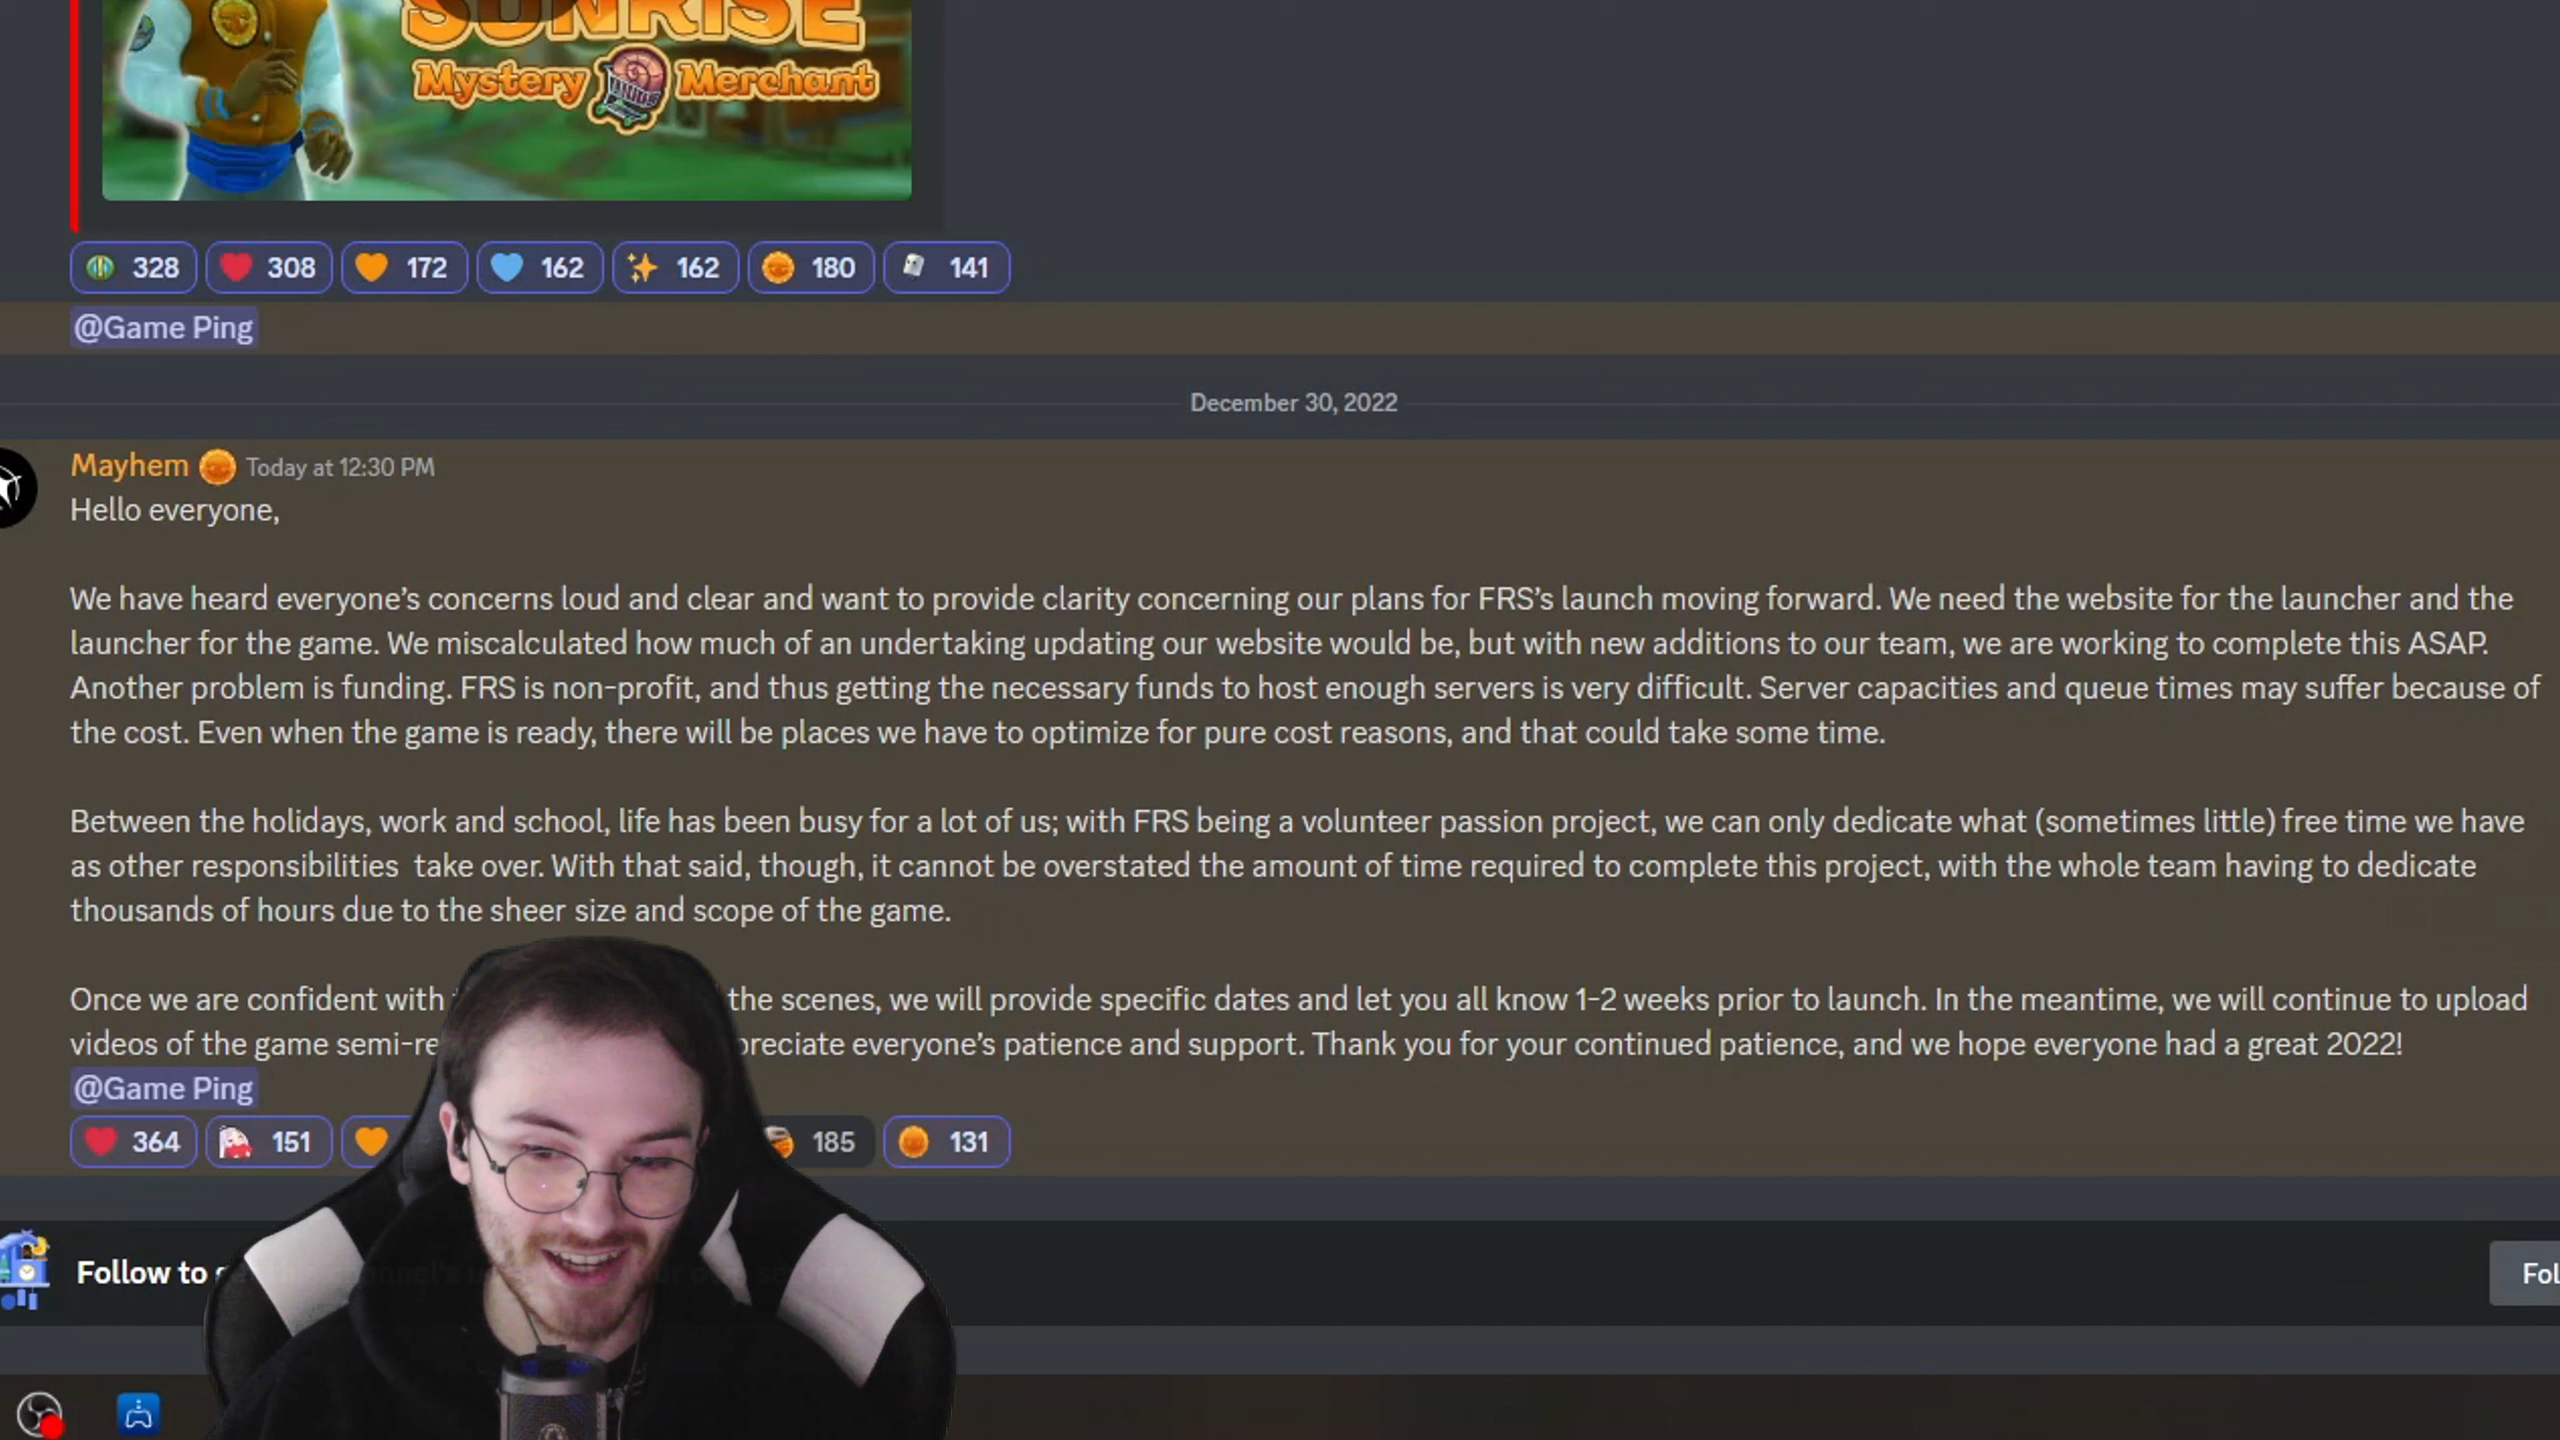 SUNRISE
Mystery Merchant
328 308 172 162 162 180 141
@Game Ping
December 30, 2022
Mayhem Today at 12:30 PM
Hello everyone,
We have heard everyone's concerns loud and clear and want to provide clarity concerning our plans for FRS's launch moving forward. We need the website for the launcher and the
launcher for the game. We miscalculated how much of an undertaking updating our website would be, but with new additions to our team, we are working to complete this ASAP.
Another problem is funding. FRS is non-profit, and thus getting the necessary funds to host enough servers is very difficult. Server capacities and queue times may suffer because of
the cost. Even when the game is ready, there will be places we have to optimize for pure cost reasons, and that could take some time.
Between the holidays, work and school, life has been busy for a lot of us; with FRS being a volunteer passion project, we can only dedicate what (sometimes little) free time we have
as other responsibilities  take over. With that said, though, it cannot be overstated the amount of time required to complete this project, with the whole team having to dedicate
thousands of hours due to the sheer size and scope of the game.
Once we are confident with the scenes, we will provide specific dates and let you all know 1-2 weeks prior to launch. In the meantime, we will continue to upload
videos of the game semi-re preciate everyone's patience and support. Thank you for your continued patience, and we hope everyone had a great 2022!
@Game Ping
364 151 185 131
Follow to
Fol